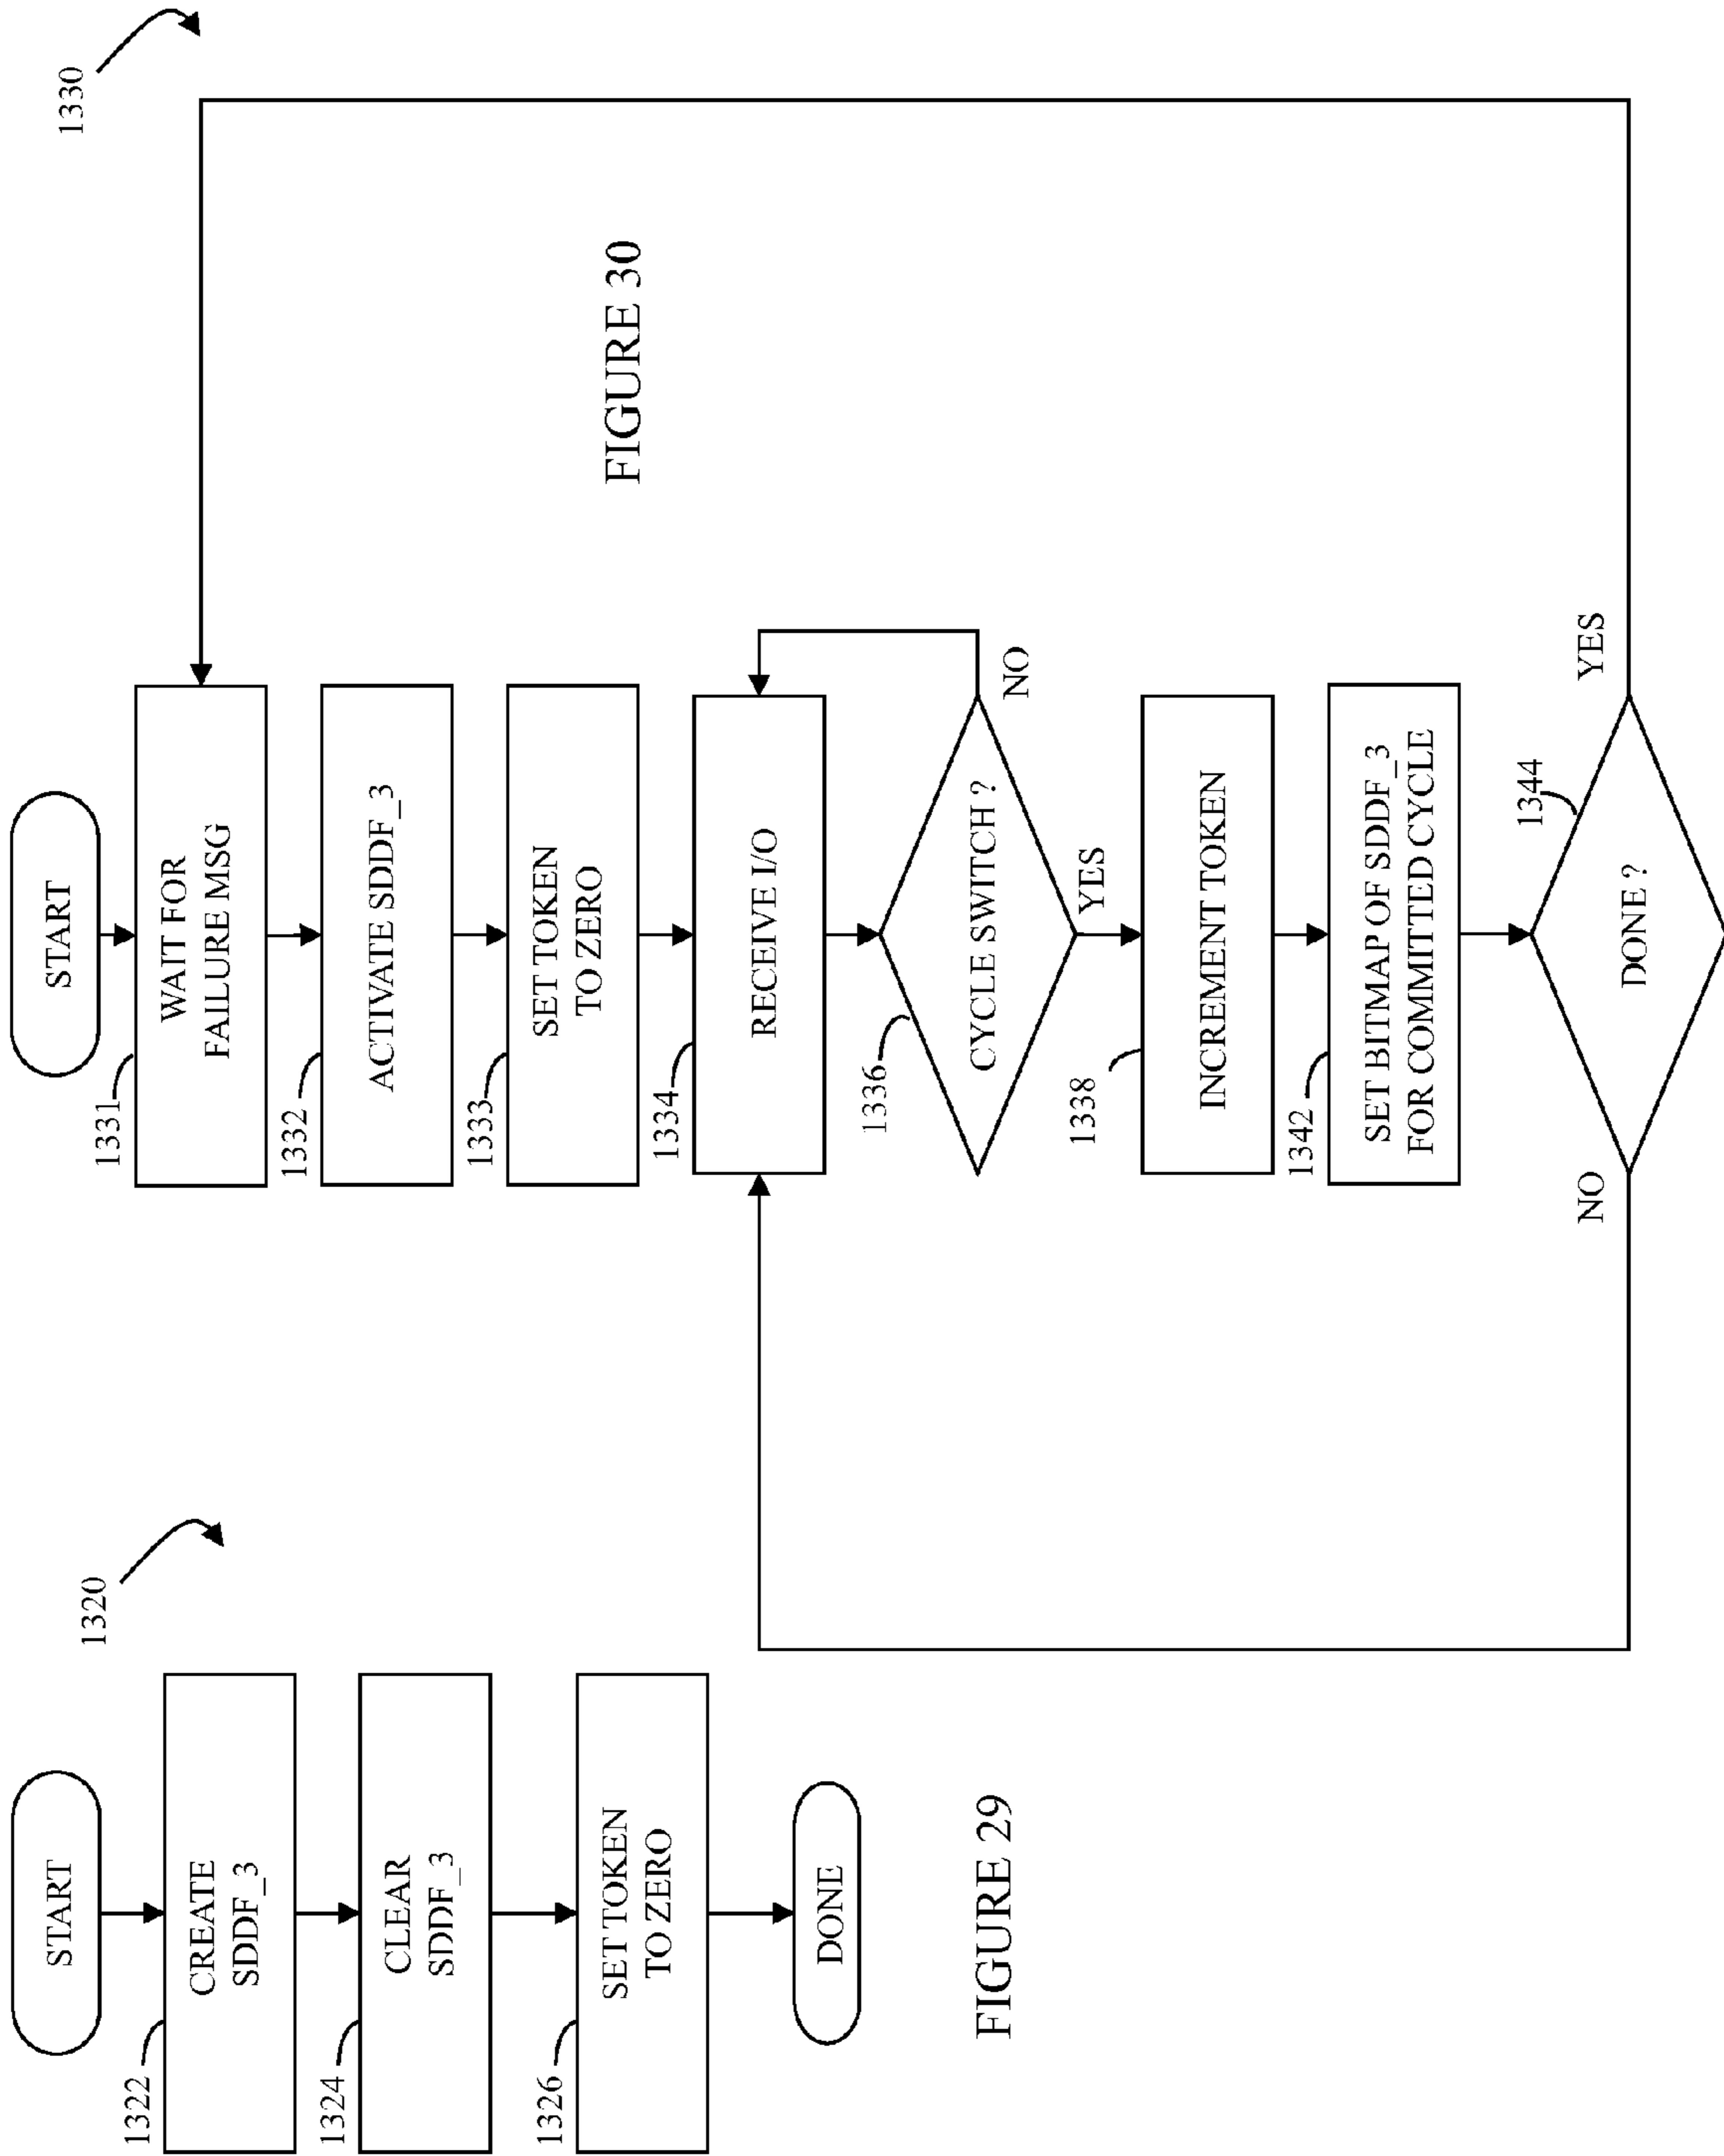 1320
START
1322
CREATE
SDDF_3
1324
CLEAR
SDDF_3
1326
SET TOKEN
TO ZERO
DONE
FIGURE 29
1330
START
1331
WAIT FOR
FAILURE MSG
1332
ACTIVATE SDDF_3
1333
SET TOKEN
TO ZERO
1334
RECEIVE I/O
1336
CYCLE SWITCH ?
NO
YES
1338
INCREMENT TOKEN
1342
SET BITMAP OF SDDF_3
FOR COMMITTED CYCLE
1344
DONE ?
NO
YES
FIGURE 30